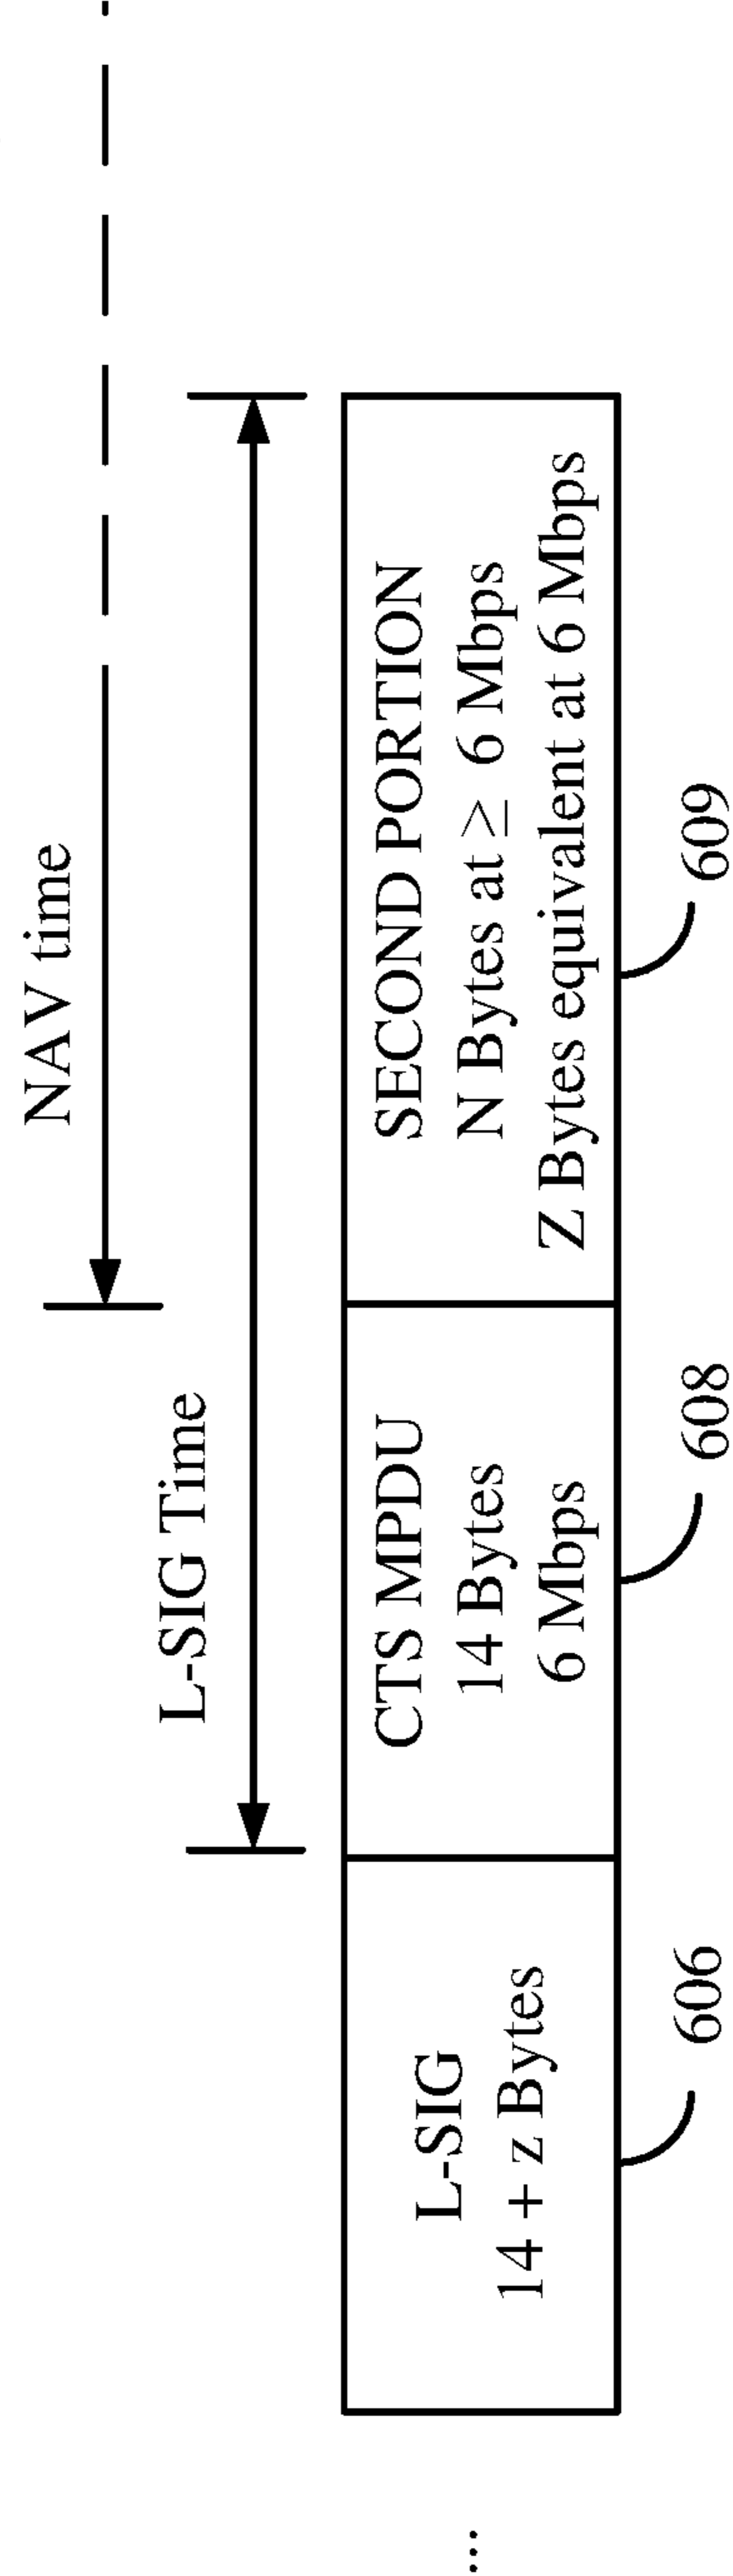 NAV time
L-SIG Time
...
L-SIG
14 + z Bytes
CTS MPDU
14 Bytes
6 Mbps
SECOND PORTION
N Bytes at ≥ 6 Mbps
Z Bytes equivalent at 6 Mbps
606
608
609